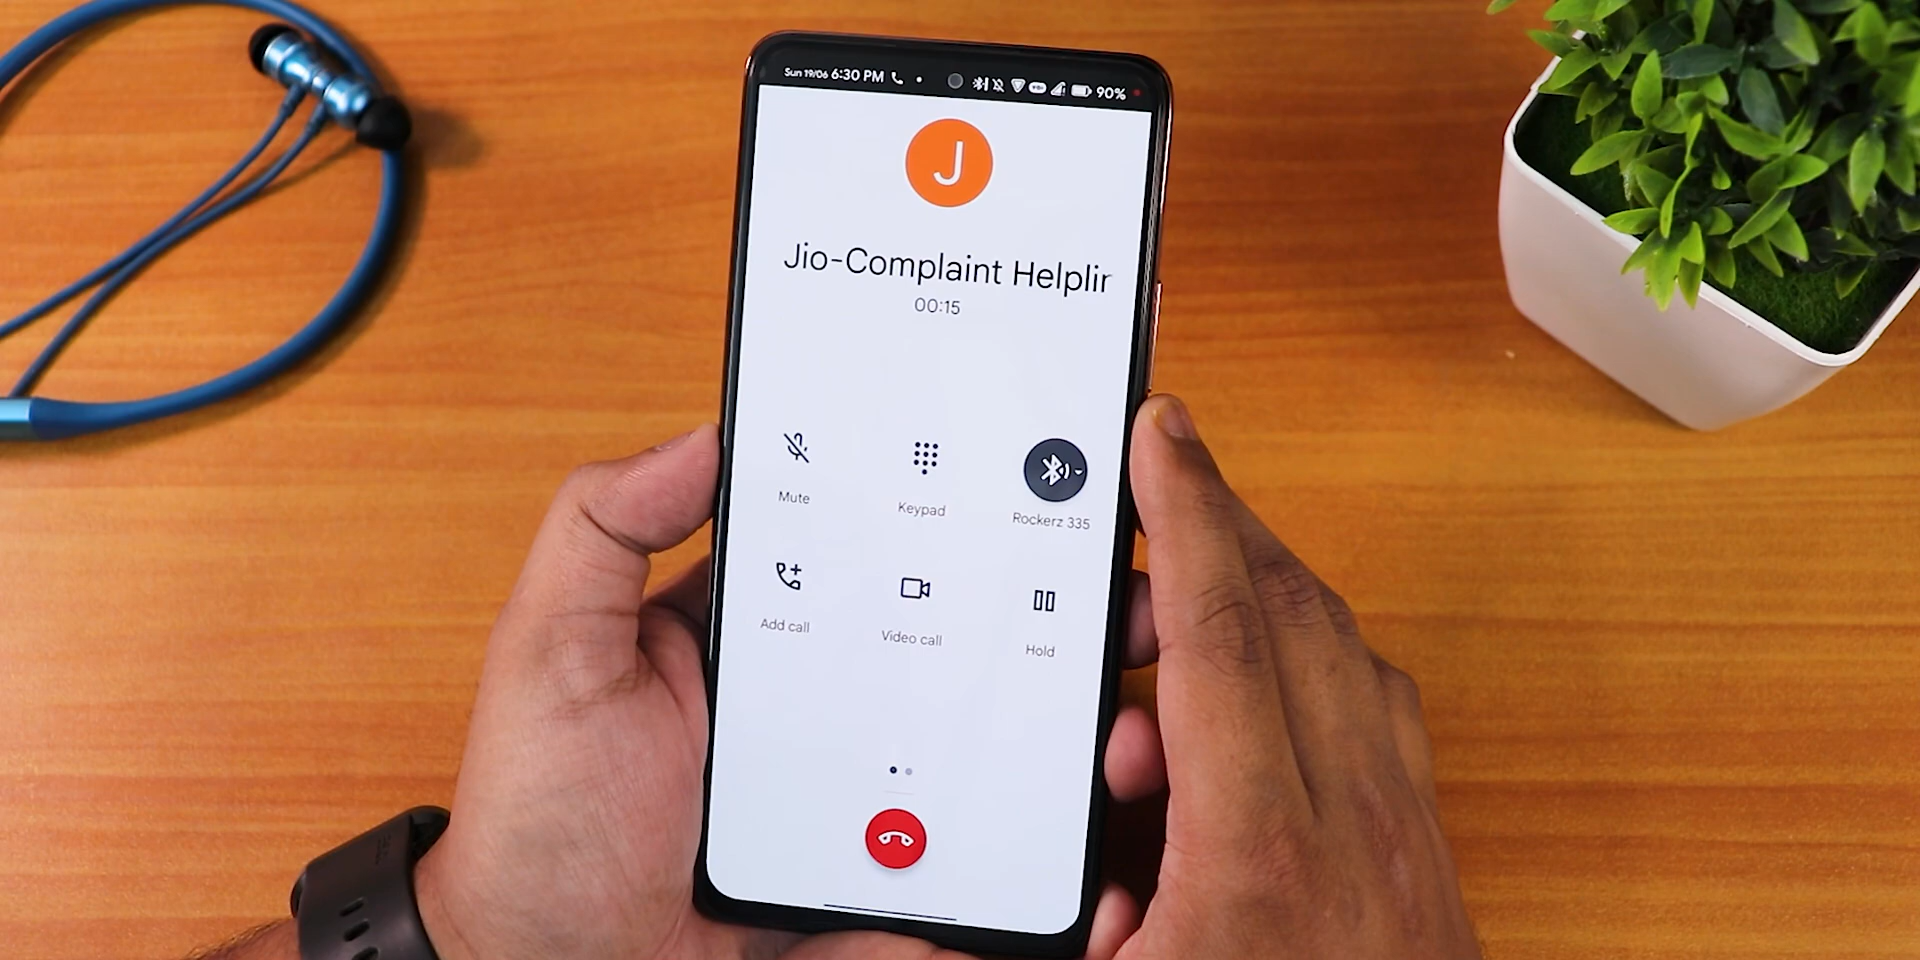 Sun 19/06 6:30 PM 90%
J
Jio-Complaint Helplin
00:15
Mute Keypad Rockerz 335
Add call Video call Hold